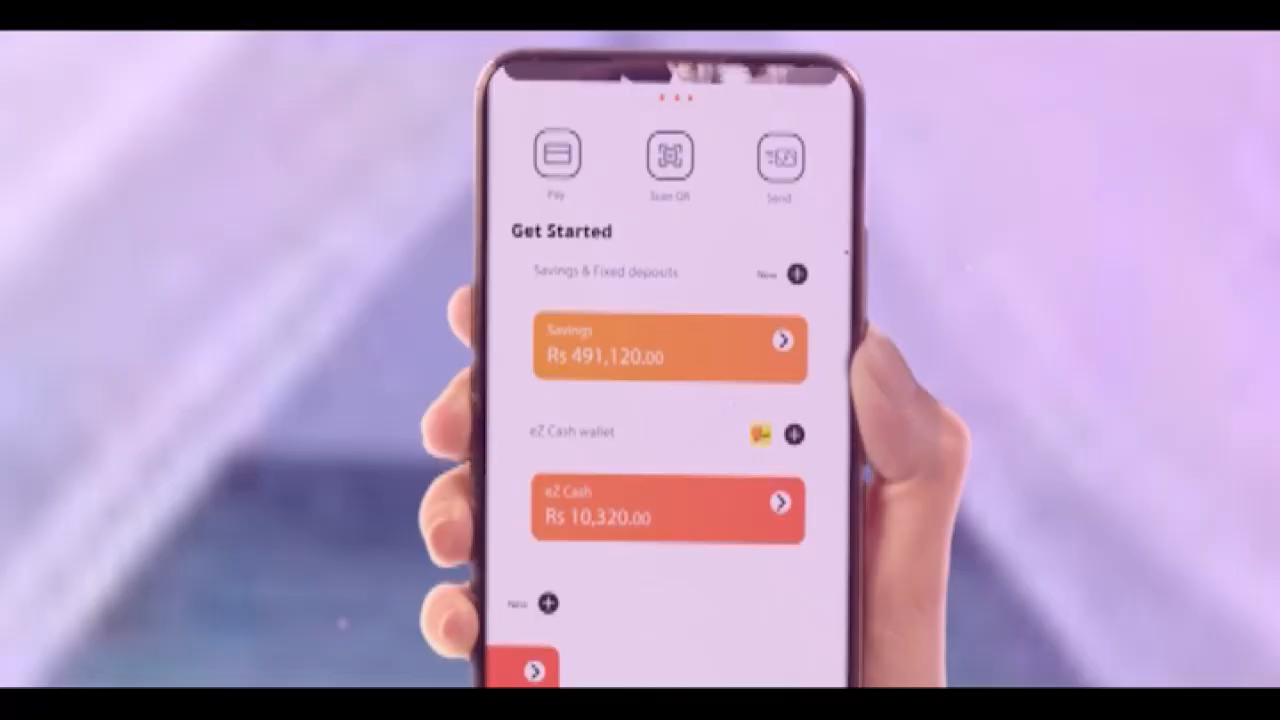 Pay Scan QR Send
Get Started
Savings & Fixed deposits New
Savings
Rs 491,120.00
eZ Cash wallet
eZ Cash
Rs 10,320.00
New